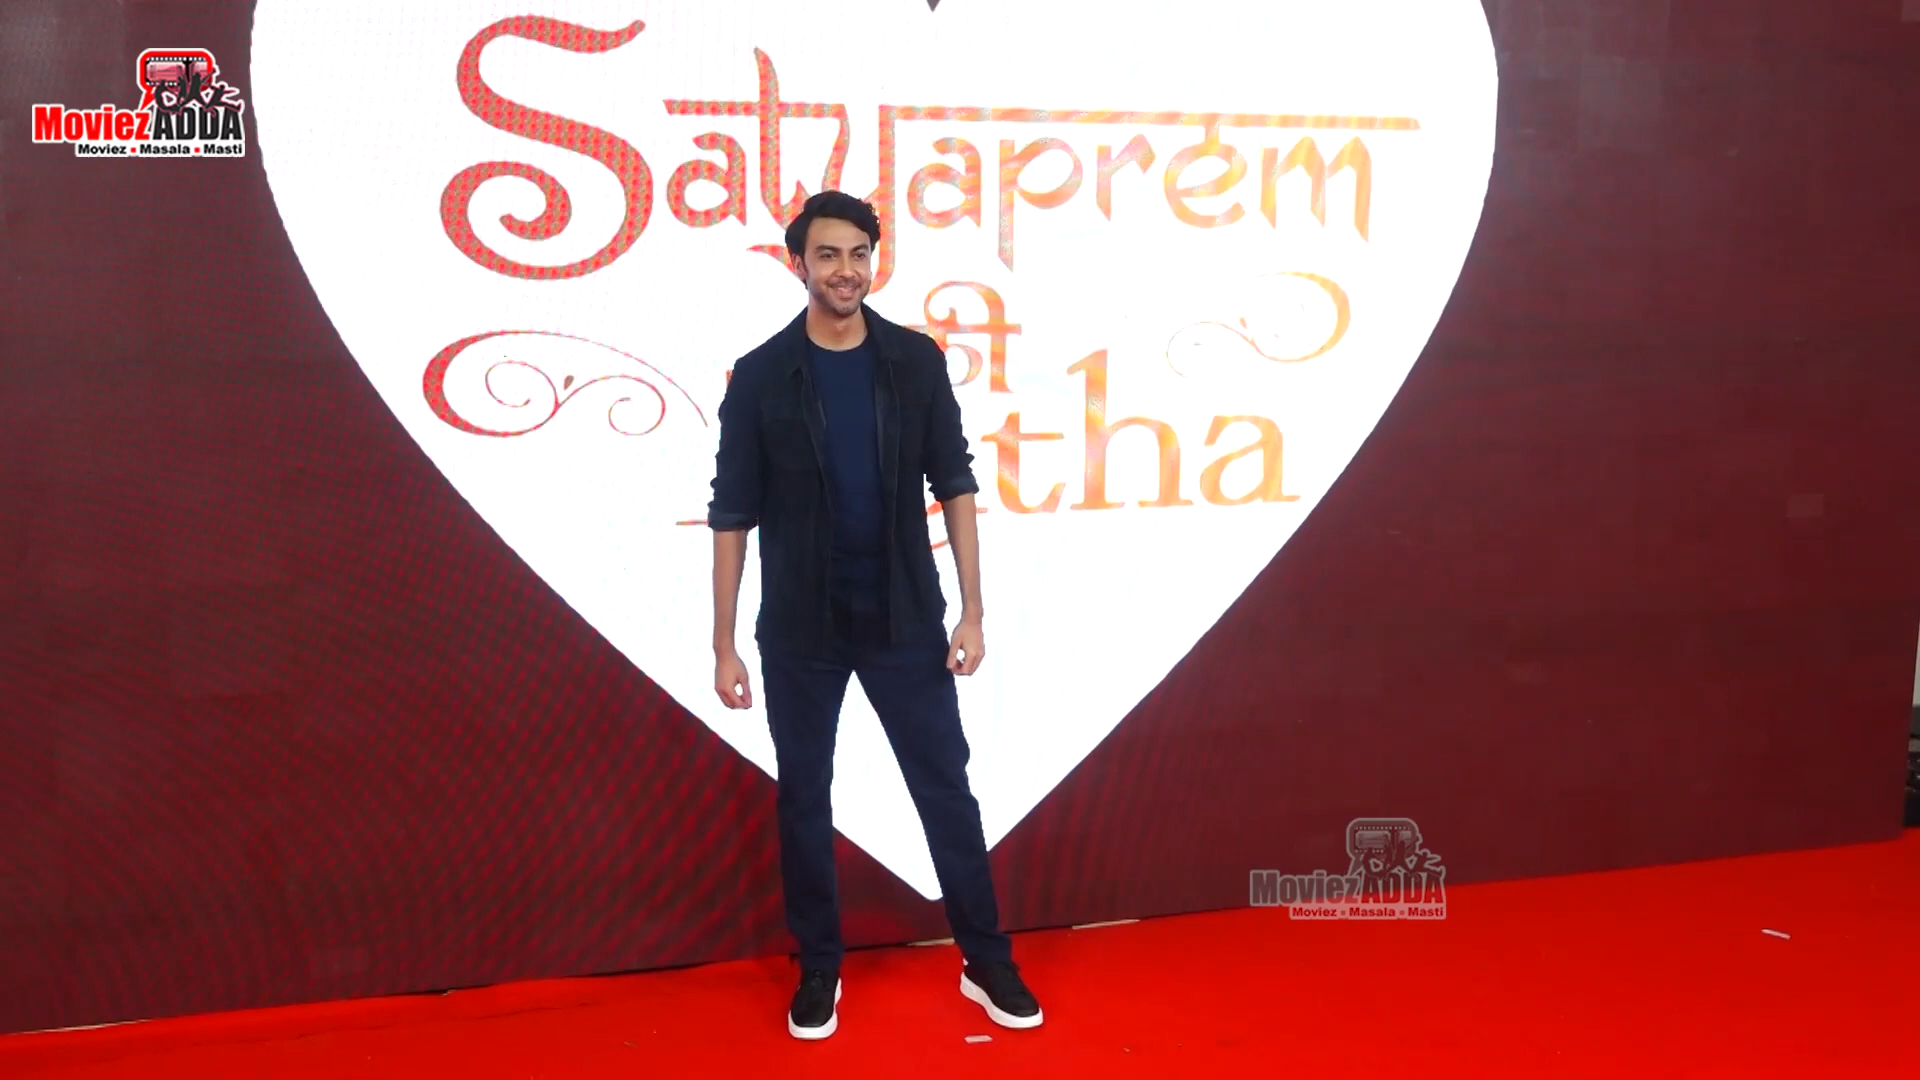 MoviezADDA
Moviez • Masala • Masti
Satyaprem
की
tha
MoviezADDA
Moviez • Masala • Masti